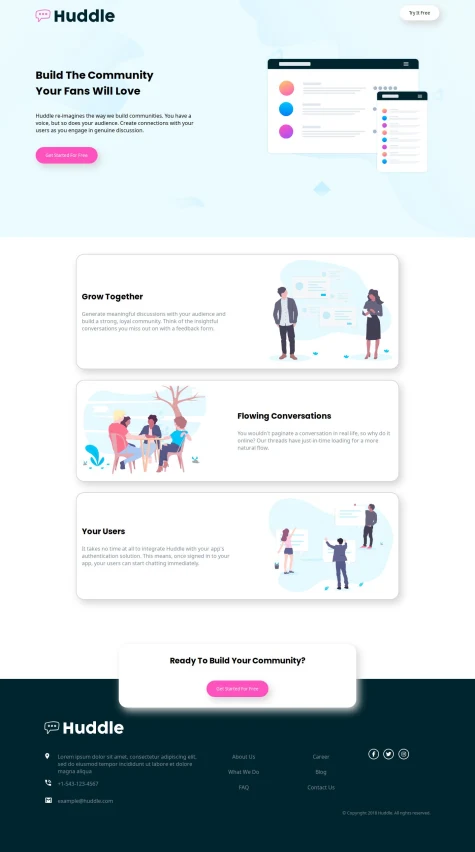 Huddle
Try It Free
Build The Community
Your Fans Will Love
Huddle re-imagines the way we build communities. You have a
voice, but so does your audience. Create connections with your
users as you engage in genuine discussion.
Get Started For Free
Grow Together
Generate meaningful discussions with your audience and
build a strong, loyal community. Think of the insightful
conversations you miss out on with a feedback form.
Flowing Conversations
You wouldn't paginate a conversation in real life, so why do it
online? Our threads have just-in-time loading for a more
natural flow.
Your Users
It takes no time at all to integrate Huddle with your app's
authentication solution. This means, once signed in to your
app, your users can start chatting immediately.
Ready To Build Your Community?
Get Started For Free
Huddle
Lorem ipsum dolor sit amet, consectetur adipiscing elit,
sed do eiusmod tempor incididunt ut labore et dolore
magna aliqua
+1-543-123-4567
example@huddle.com
About Us
What We Do
FAQ
Career
Blog
Contact Us
© Copyright 2018 Huddle. All rights reserved.